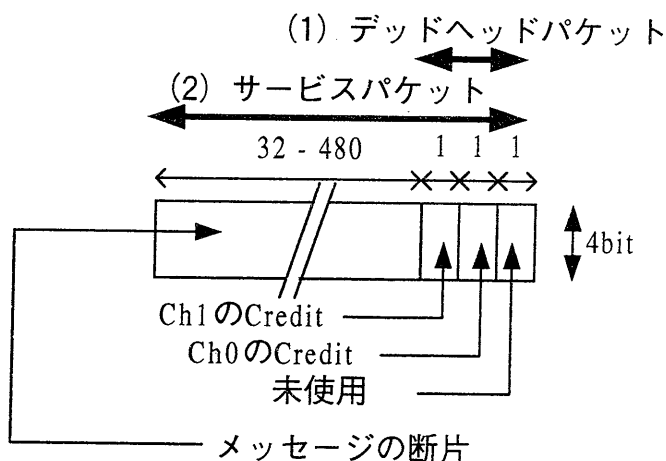 (1) デッドヘッドパケット
(2) サービスパケット
32 - 480 1 1 1
4bit
Ch1のCredit
Ch0のCredit
未使用
メッセージの断片